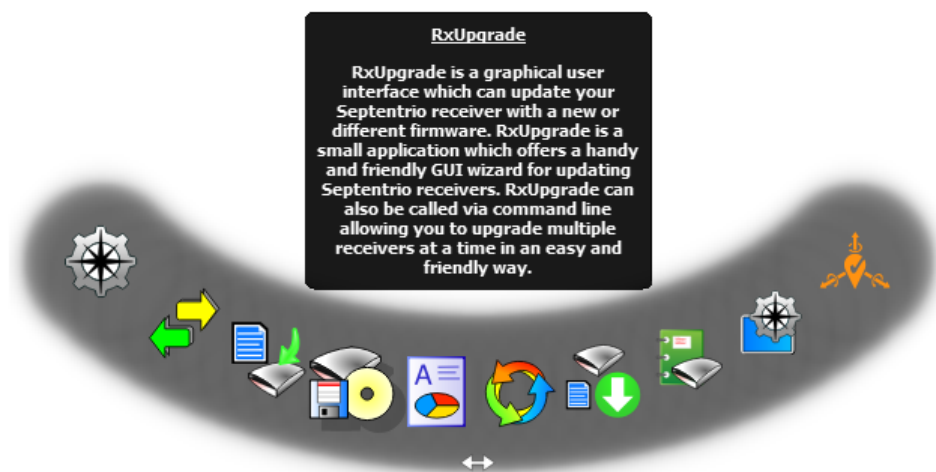 RxUpgrade
RxUpgrade is a graphical user
interface which can update your
Septentrio receiver with a new or
different firmware. RxUpgrade is a
small application which offers a handy
and friendly GUI wizard for updating
Septentrio receivers. RxUpgrade can
also be called via command line
allowing you to upgrade multiple
receivers at a time in an easy and
friendly way.
A